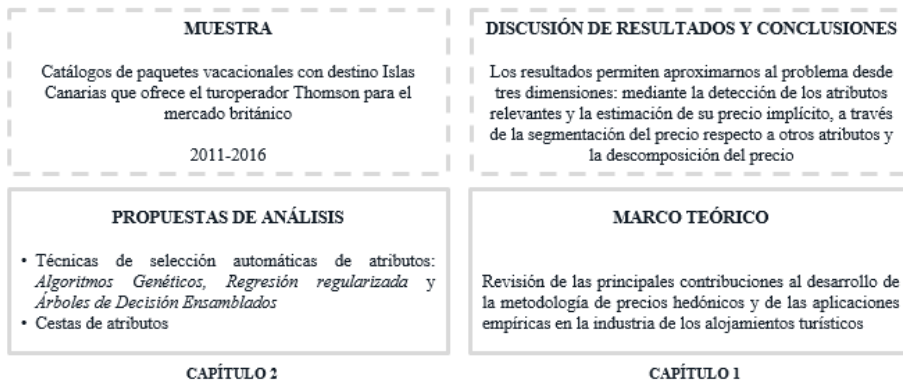 MUESTRA
Catálogos de paquetes vacacionales con destino Islas
Canarias que ofrece el turoperador Thomson para el
mercado británico
2011-2016
DISCUSIÓN DE RESULTADOS Y CONCLUSIONES
Los resultados permiten aproximarnos al problema desde
tres dimensiones: mediante la detección de los atributos
relevantes y la estimación de su precio implícito, a través
de la segmentación del precio respecto a otros atributos y
la descomposición del precio
PROPUESTAS DE ANÁLISIS
• Técnicas de selección automáticas de atributos:
Algoritmos Genéticos, Regresión regularizada y
Árboles de Decisión Ensamblados
• Cestas de atributos
CAPÍTULO 2
MARCO TEÓRICO
Revisión de las principales contribuciones al desarrollo de
la metodología de precios hedónicos y de las aplicaciones
empíricas en la industria de los alojamientos turísticos
CAPÍTULO 1